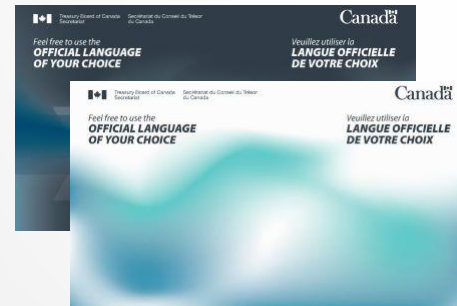 Treasury Board of Canada Secrétariat du Conseil du Trésor
Secretariat du Canada
Canada
Feel free to use the
OFFICIAL LANGUAGE
OF YOUR CHOICE
Veuillez utiliser la
LANGUE OFFICIELLE
DE VOTRE CHOIX
Treasury Board of Canada Secrétariat du Conseil du Trésor
Secretariat du Canada
Canada
Feel free to use the
OFFICIAL LANGUAGE
OF YOUR CHOICE
Veuillez utiliser la
LANGUE OFFICIELLE
DE VOTRE CHOIX